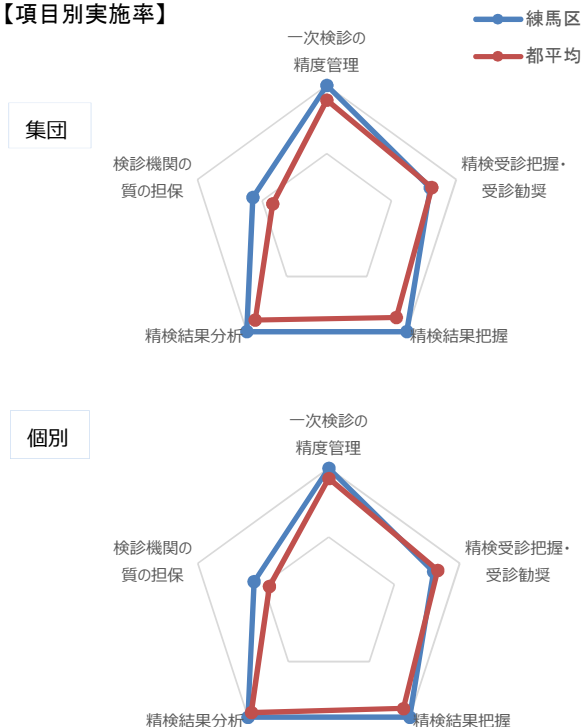 【項目別実施率】
練馬区
都平均
集団
一次検診の
精度管理
精検受診把握・
受診勧奨
精検結果把握
精検結果分析
検診機関の
質の担保
個別
一次検診の
精度管理
精検受診把握・
受診勧奨
精検結果把握
精検結果分析
検診機関の
質の担保